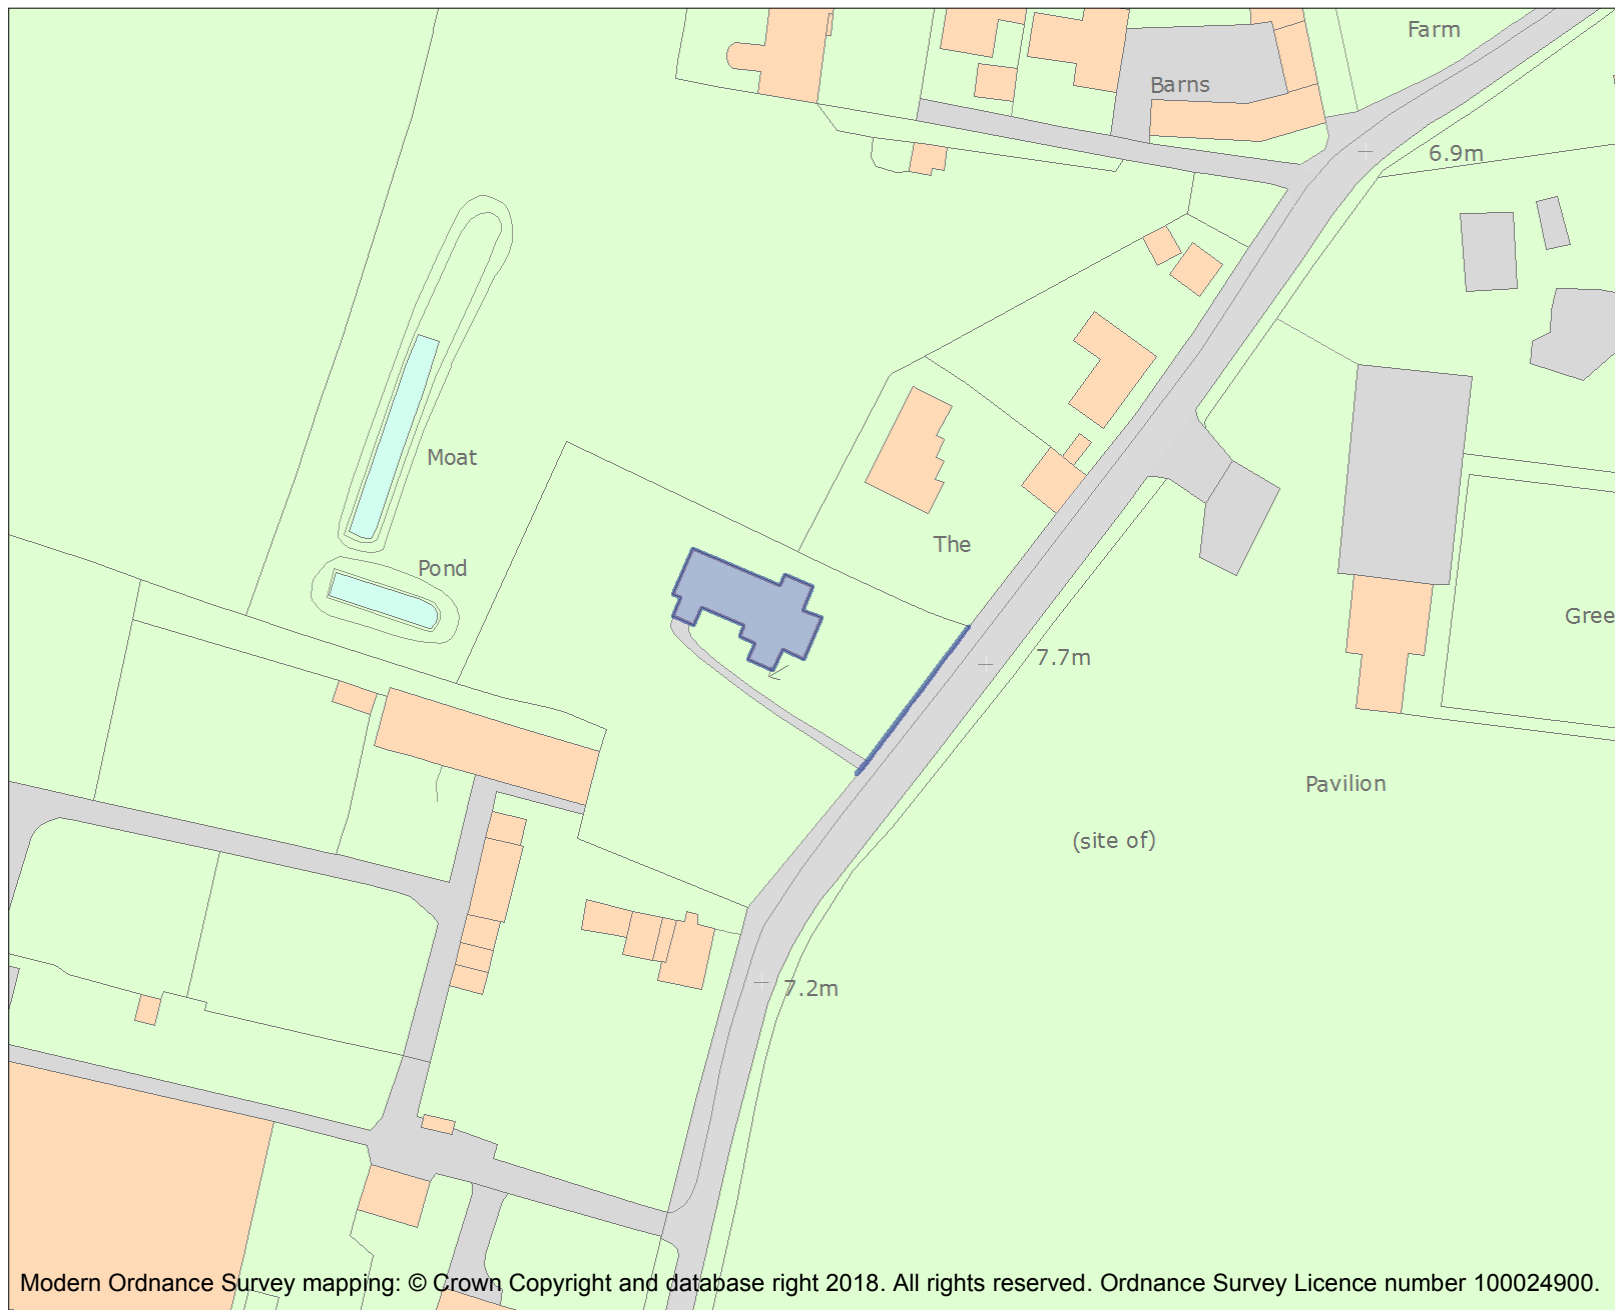 Farm
Barns
6.9m
Moat
The
Pond
Gree
7.7m
Pavilion
(site of)
7.2m
Modern Ordnance Survey mapping: © Crown Copyright and database right 2018. All rights reserved. Ordnance Survey Licence number 100024900.